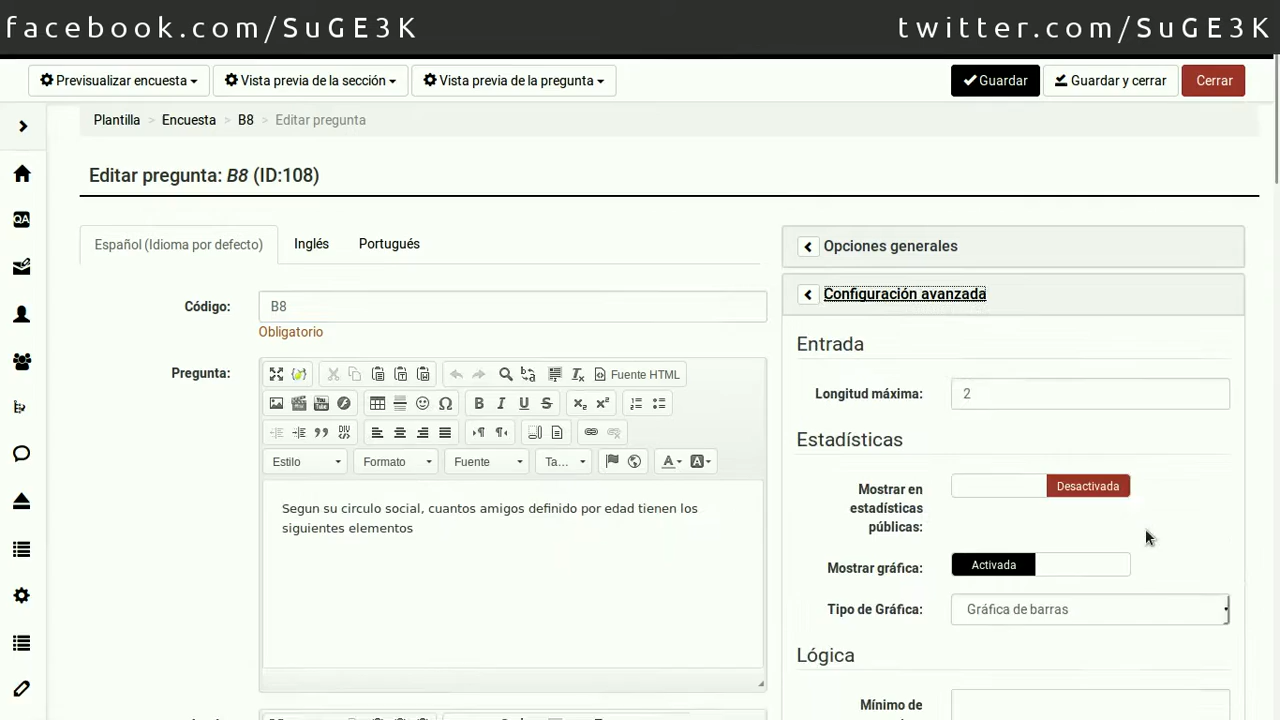 facebook.com/SuGE3K
twitter.com/SuGE3K
Previsualizar encuesta
Vista previa de la sección
Vista previa de la pregunta
Guardar
Guardar y cerrar
Cerrar
Plantilla > Encuesta > B8 > Editar pregunta
Editar pregunta: B8 (ID:108)
Español (Idioma por defecto)
Inglés
Portugués
Código:
B8
Obligatorio
Pregunta:
Fuente HTML
Estilo
Formato
Fuente
Ta...
Segun su circulo social, cuantos amigos definido por edad tienen los
siguientes elementos
Opciones generales
Configuración avanzada
Entrada
Longitud máxima:
2
Estadísticas
Mostrar en
estadísticas
públicas:
Desactivada
Mostrar gráfica:
Activada
Tipo de Gráfica:
Gráfica de barras
Lógica
Mínimo de